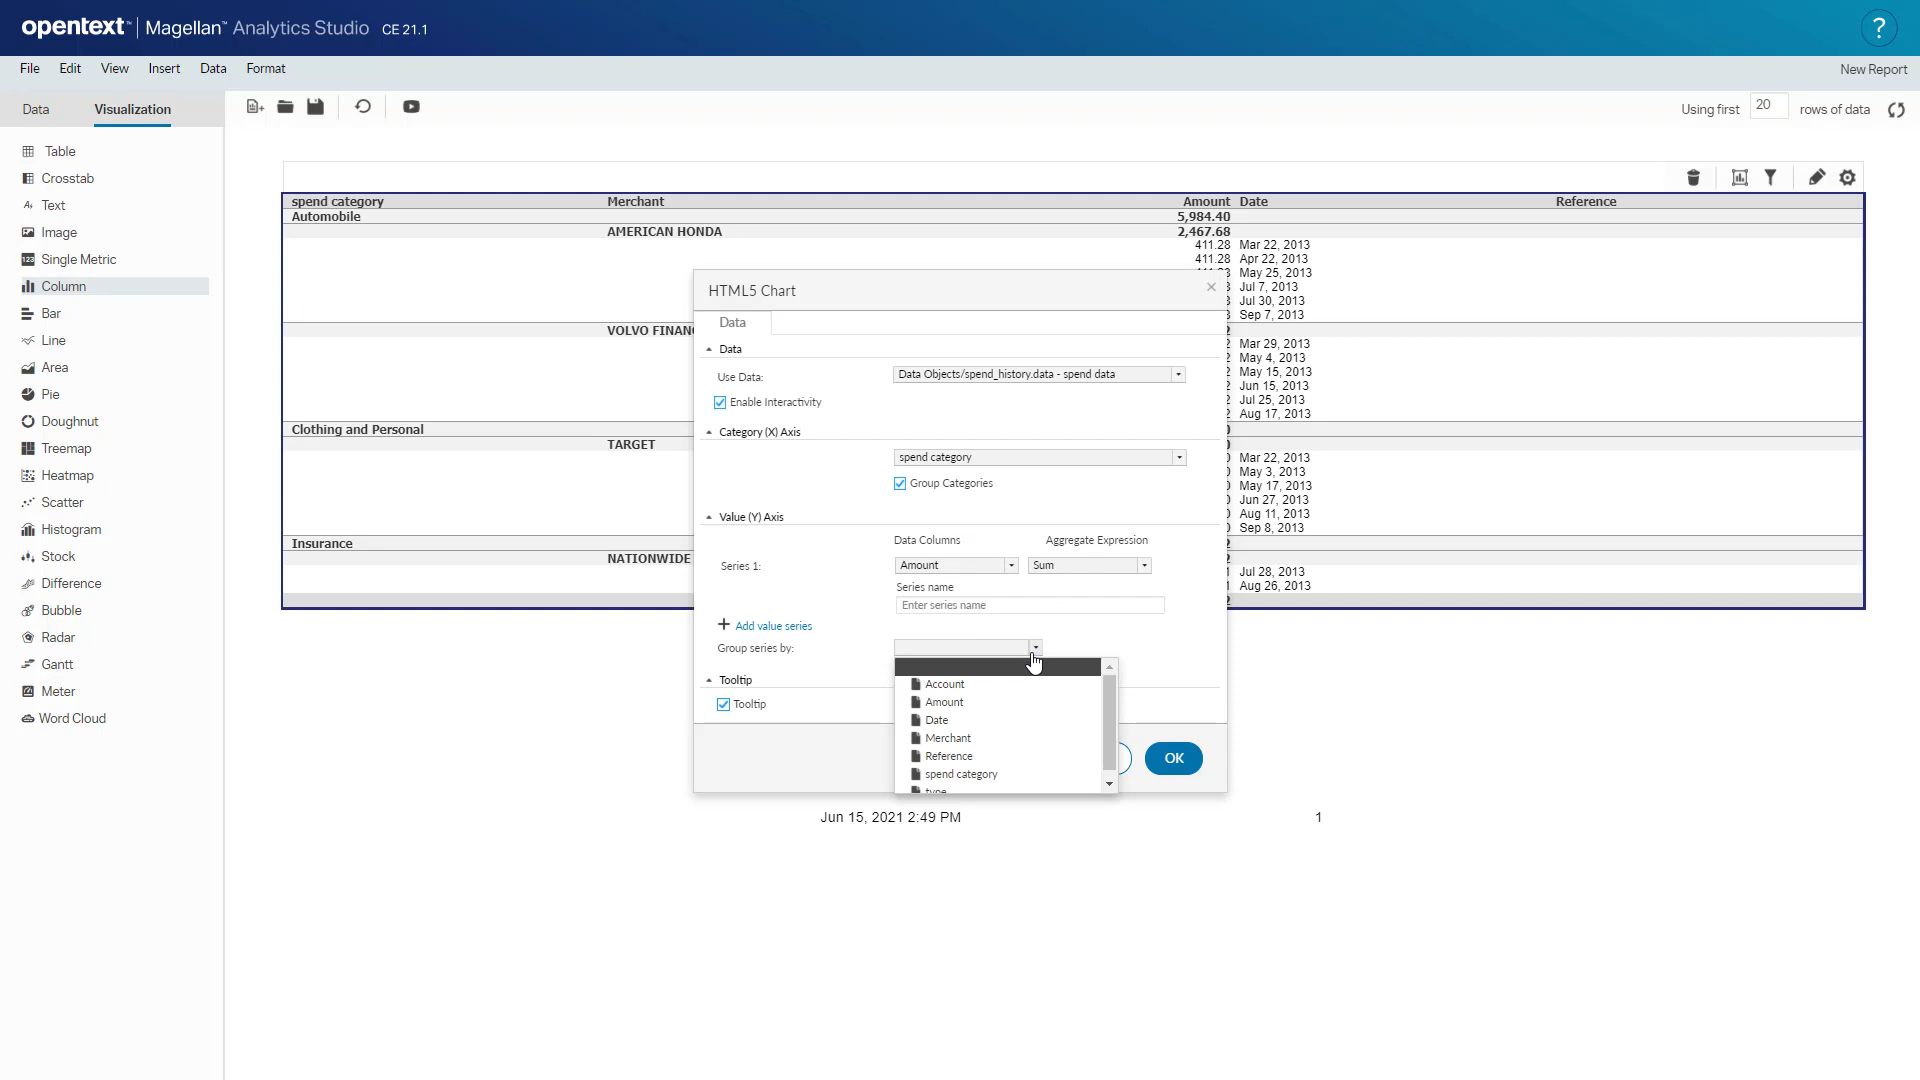 opentext™ | Magellan™ Analytics Studio CE 21.1
?
File Edit View Insert Data Format
New Report
Data Visualization
Using first 20 rows of data
Table
Crosstab
Text
Image
Single Metric
Column
Bar
Line
Area
Pie
Doughnut
Treemap
Heatmap
Scatter
Histogram
Stock
Difference
Bubble
Radar
Gantt
Meter
Word Cloud
spend category Merchant Amount Date Reference
Automobile 5,984.40
AMERICAN HONDA 2,467.68
411.28 Mar 22, 2013
411.28 Apr 22, 2013
May 25, 2013
Jul 7, 2013
Jul 30, 2013
Sep 7, 2013
VOLVO FINAN
Mar 29, 2013
May 4, 2013
May 15, 2013
Jun 15, 2013
Jul 25, 2013
Aug 17, 2013
Clothing and Personal
TARGET
Mar 22, 2013
May 3, 2013
May 17, 2013
Jun 27, 2013
Aug 11, 2013
Sep 8, 2013
Insurance
NATIONWIDE
Jul 28, 2013
Aug 26, 2013
HTML5 Chart
Data
Data
Use Data: Data Objects/spend_history.data - spend data
Enable Interactivity
Category (X) Axis
spend category
Group Categories
Value (Y) Axis
Data Columns Aggregate Expression
Series 1: Amount Sum
Series name
Enter series name
Add value series
Group series by:
Account
Amount
Date
Merchant
Reference
spend category
type
Tooltip
Tooltip
OK
Jun 15, 2021 2:49 PM 1